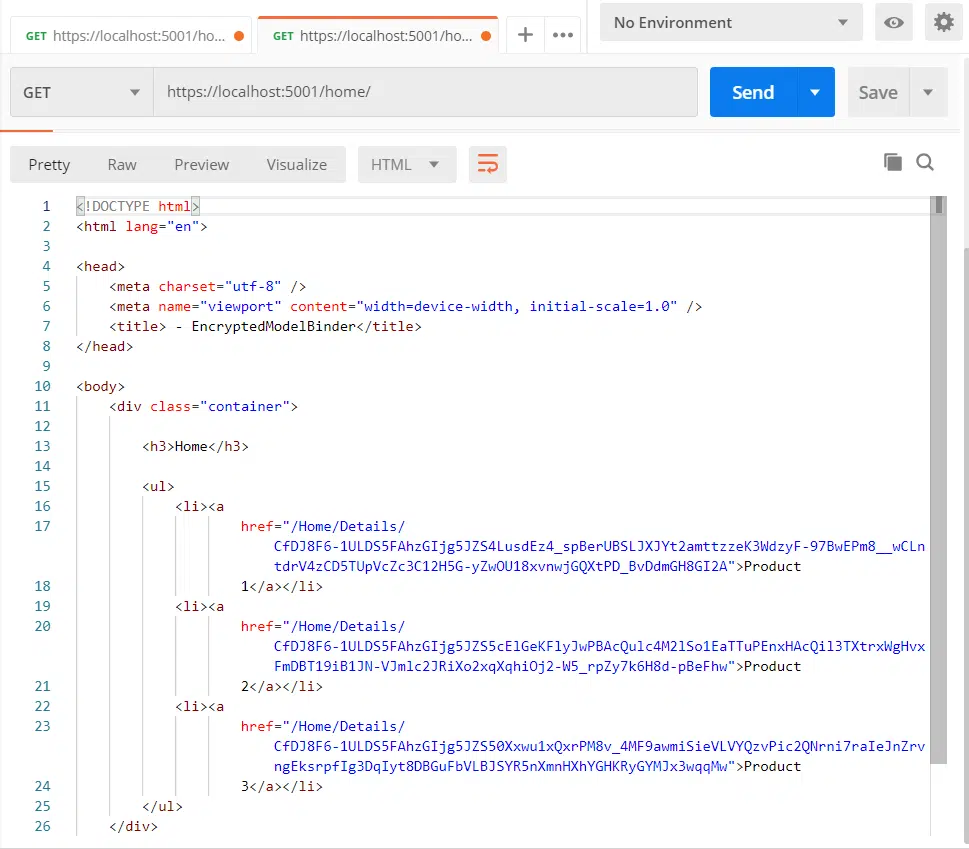 GET https://localhost:5001/ho...
GET https://localhost:5001/ho...
No Environment
GET
https://localhost:5001/home/
Send
Save
Pretty
Raw
Preview
Visualize
HTML
1 <!DOCTYPE html>
2 <html lang="en">
3
4 <head>
5 <meta charset="utf-8" />
6 <meta name="viewport" content="width=device-width, initial-scale=1.0" />
7 <title> - EncryptedModelBinder</title>
8 </head>
9
10 <body>
11 <div class="container">
12
13 <h3>Home</h3>
14
15 <ul>
16 <li><a
17 href="/Home/Details/
CfDJ8F6-1ULDS5FAhzGIjg5JZS4LusdEz4_spBerUBSLJXJYt2amttzzeK3WdzyF-97BwEPm8__wCLn
tdrV4zCD5TUpVcZc3C12H5G-yZwOU18xvnwjGQXtPD_BvDdmGH8GI2A">Product
18 1</a></li>
19 <li><a
20 href="/Home/Details/
CfDJ8F6-1ULDS5FAhzGIjg5JZS5cElGeKFlyJwPBAcQulc4M2lSo1EaTTuPEnxHAcQil3TXtrxWgHvx
FmDBT19iB1JN-VJmlc2JRiXo2xqXqhiOj2-W5_rpZy7k6H8d-pBeFhw">Product
21 2</a></li>
22 <li><a
23 href="/Home/Details/
CfDJ8F6-1ULDS5FAhzGIjg5JZS50Xxwu1xQxrPM8v_4MF9awmiSieVLVYQzvPic2QNrni7raIeJnZrv
ngEksrpfIg3DqIyt8DBGuFbVLBJSYR5nXmnHXhYGHKRyGYMJx3wqqMw">Product
24 3</a></li>
25 </ul>
26 </div>